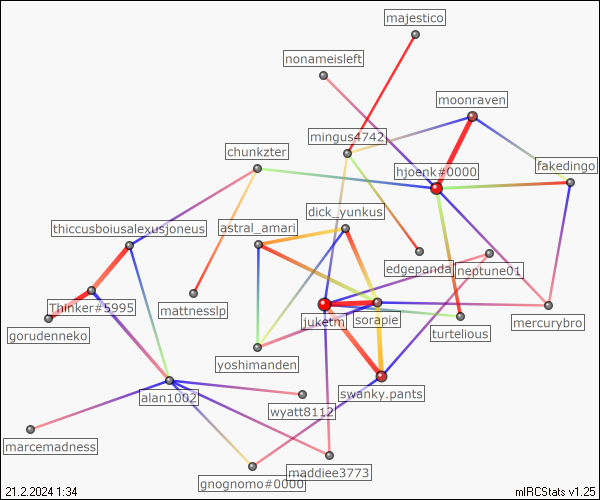 majestico
nonameisleft
moonraven
mingus4742
chunkzter
fakedingo
hjoenk#0000
dick_yunkus
thiccusboiusalexusjoneus
astral_amari
edgepanda
neptune01
Thinker#5995
mattnesslp
gorudenneko
juketm
sorapie
mercurybro
turtelious
yoshimanden
swanky.pants
alan1002
wyatt8112
marcemadness
maddiee3773
gnognomo#0000
21.2.2024 1:34
mIRCStats v1.25